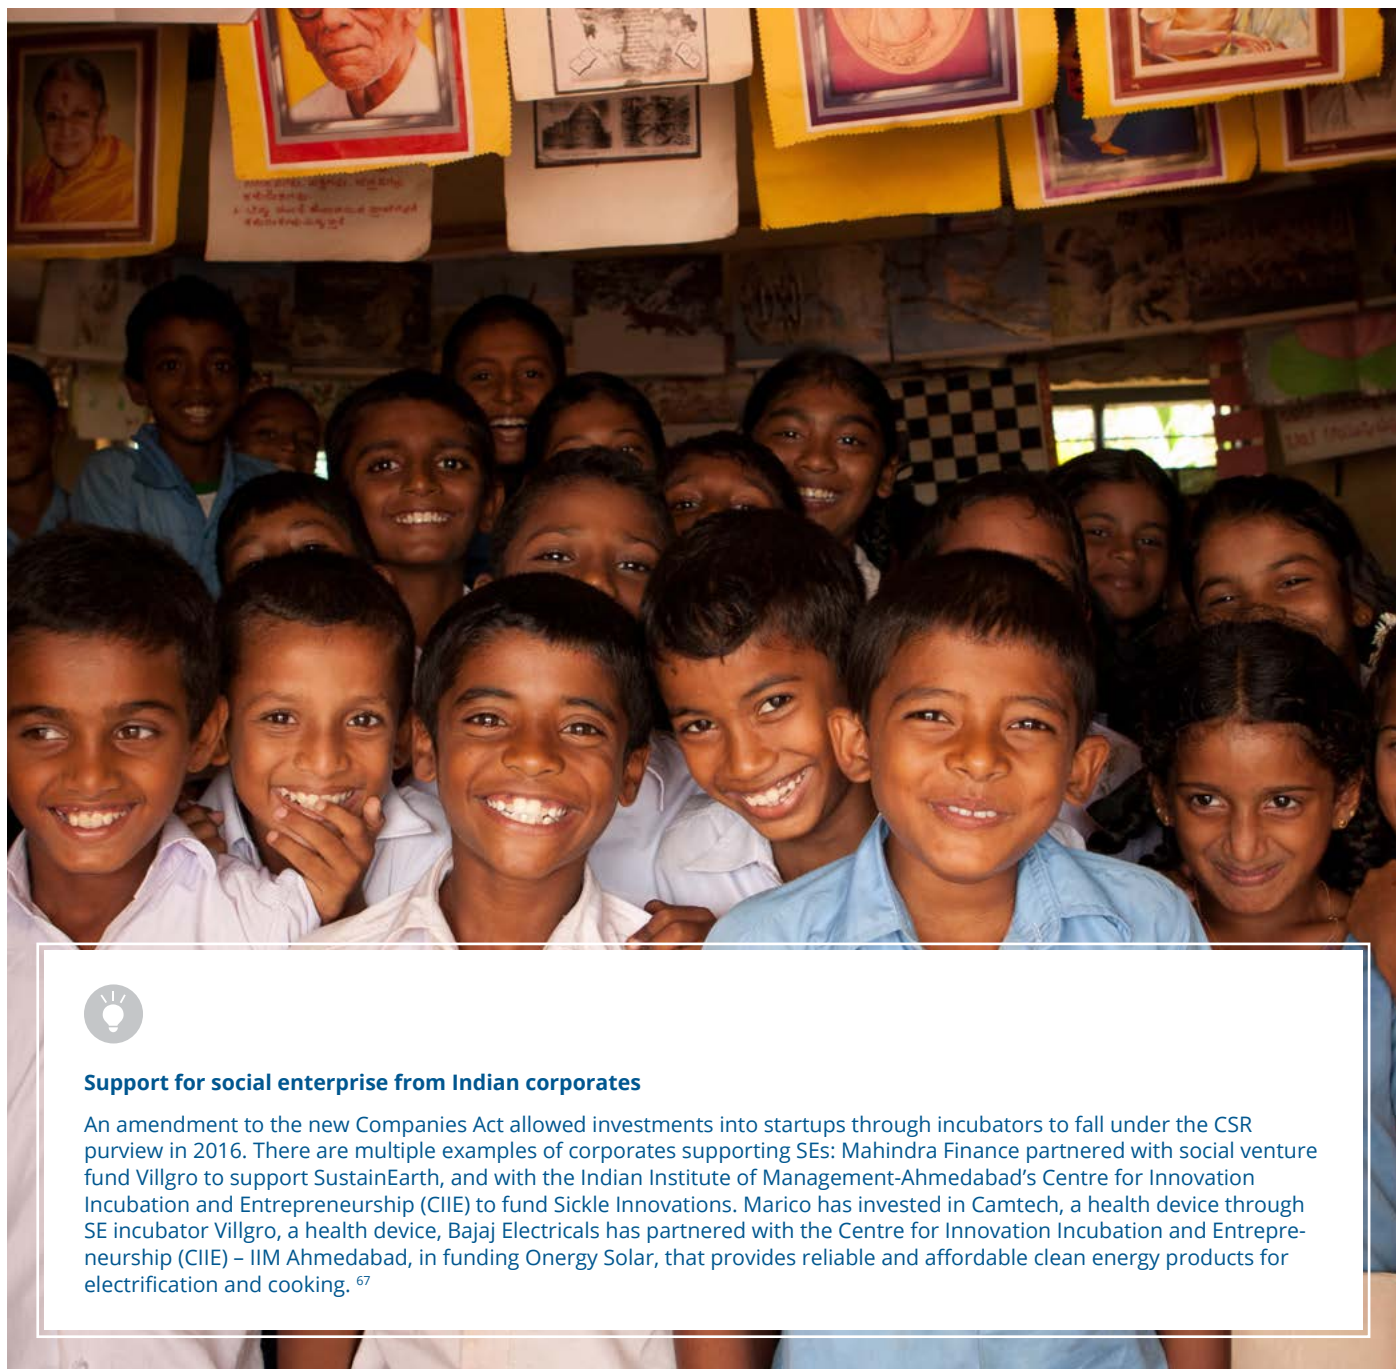 Support for social enterprise from Indian corporates
An amendment to the new Companies Act allowed investments into startups through incubators to fall under the CSR
purview in 2016. There are multiple examples of corporates supporting SEs: Mahindra Finance partnered with social venture
fund Villgro to support SustainEarth, and with the Indian Institute of Management-Ahmedabad’s Centre for Innovation
Incubation and Entrepreneurship (CIIE) to fund Sickle Innovations. Marico has invested in Camtech, a health device through
SE incubator Villgro, a health device, Bajaj Electricals has partnered with the Centre for Innovation Incubation and Entrepre-
neurship (CIIE) – IIM Ahmedabad, in funding Onergy Solar, that provides reliable and affordable clean energy products for
electrification and cooking. 67